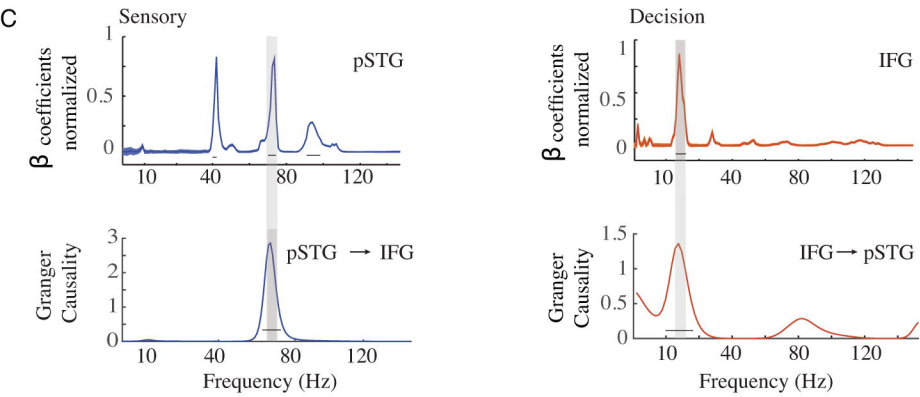 C
Sensory
β coefficients
normalized
1
0.5
0
pSTG
10 40 80 120
Granger
Causality
3
2
1
0
pSTG → IFG
10 40 80 120
Frequency (Hz)
Decision
β coefficients
normalized
1
0.5
0
IFG
10 40 80 120
Granger
Causality
1.5
1
0.5
0
IFG → pSTG
10 40 80 120
Frequency (Hz)